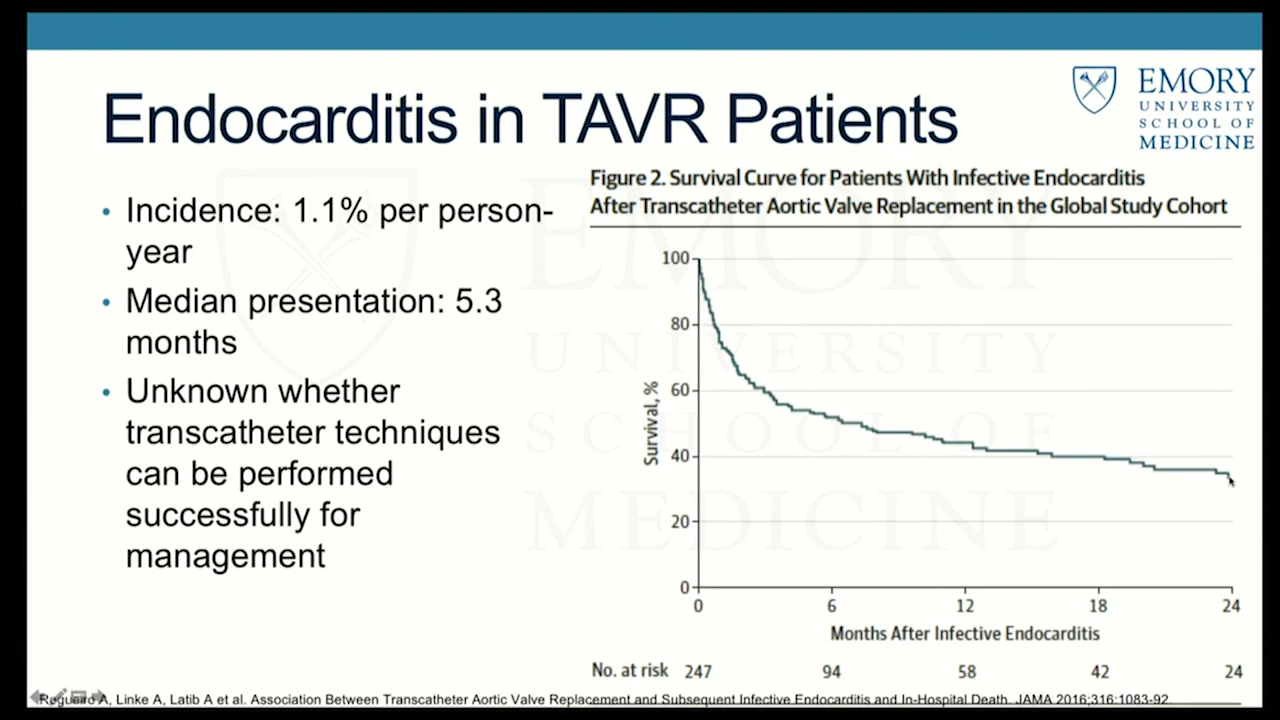 EMORY
UNIVERSITY
SCHOOL OF
MEDICINE
Endocarditis in TAVR Patients
• Incidence: 1.1% per person-
year
• Median presentation: 5.3
months
• Unknown whether
transcatheter techniques
can be performed
successfully for
management
Figure 2. Survival Curve for Patients With Infective Endocarditis
After Transcatheter Aortic Valve Replacement in the Global Study Cohort
EMORY
UNIVERSITY
SCHOOL OF
MEDICINE
Survival, %
100
80
60
40
20
0
0 6 12 18 24
Months After Infective Endocarditis
No. at risk 247 94 58 42 24
Regueiro A, Linke A, Latib A et al. Association Between Transcatheter Aortic Valve Replacement and Subsequent Infective Endocarditis and In-Hospital Death. JAMA 2016;316:1083-92